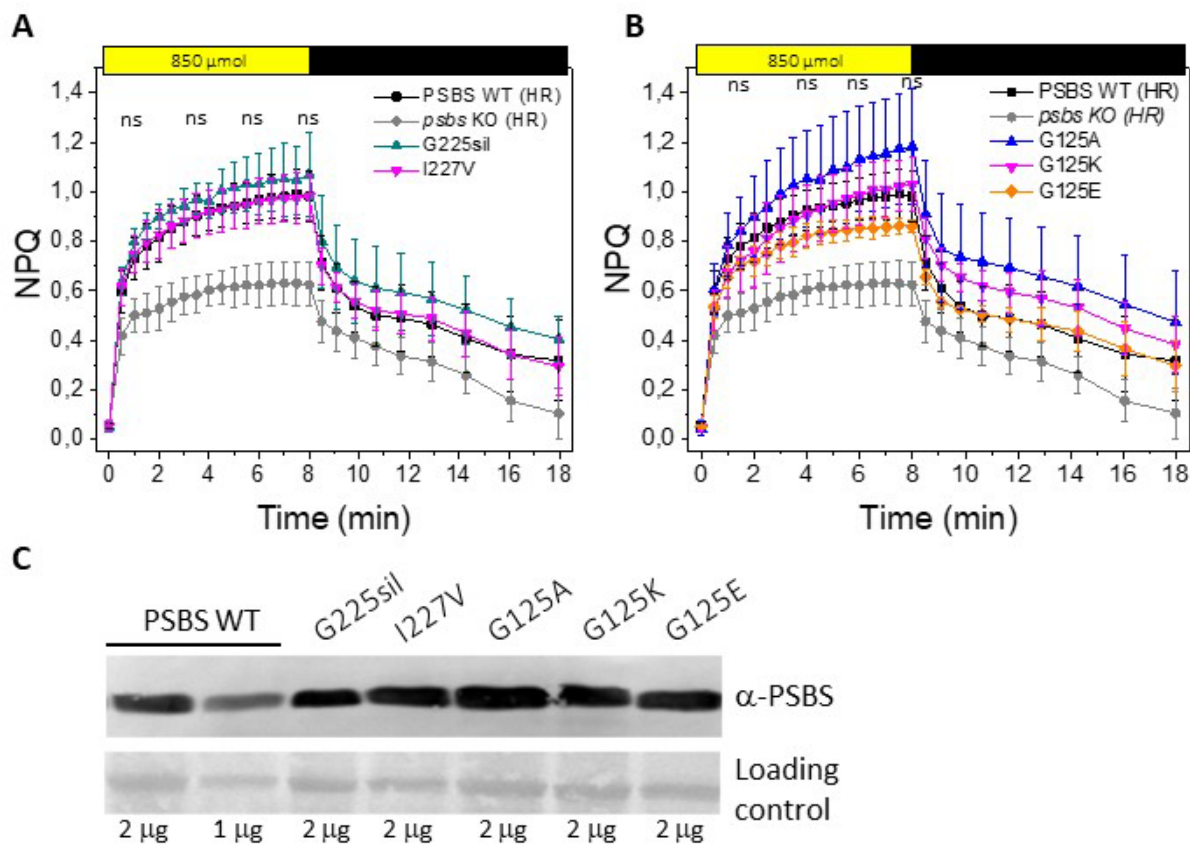 A
850 µmol
ns ns ns ns
PSBS WT (HR)
psbs KO (HR)
G225sil
I227V
1,4
1,2
1,0
0,8
0,6
0,4
0,2
0,0
NPQ
0 2 4 6 8 10 12 14 16 18
Time (min)
B
850 µmol
ns ns ns ns
PSBS WT (HR)
psbs KO (HR)
G125A
G125K
G125E
1,4
1,2
1,0
0,8
0,6
0,4
0,2
0,0
NPQ
0 2 4 6 8 10 12 14 16 18
Time (min)
C
PSBS WT
G225sil
I227V
G125A
G125K
G125E
α-PSBS
Loading
control
2 µg 1 µg 2 µg 2 µg 2 µg 2 µg 2 µg